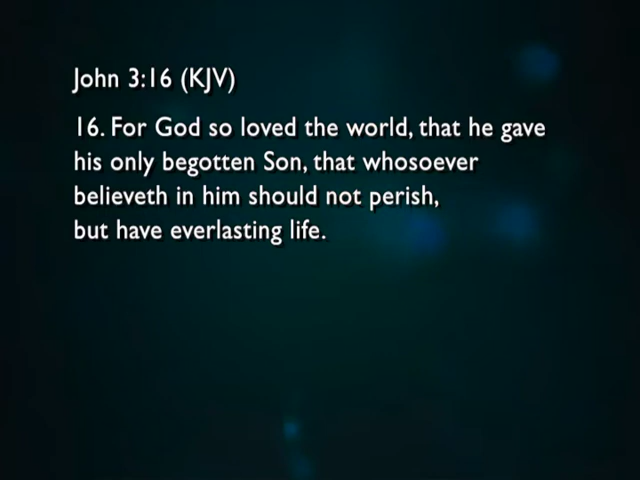 John 3:16 (KJV)
16. For God so loved the world, that he gave
his only begotten Son, that whosoever
believeth in him should not perish,
but have everlasting life.